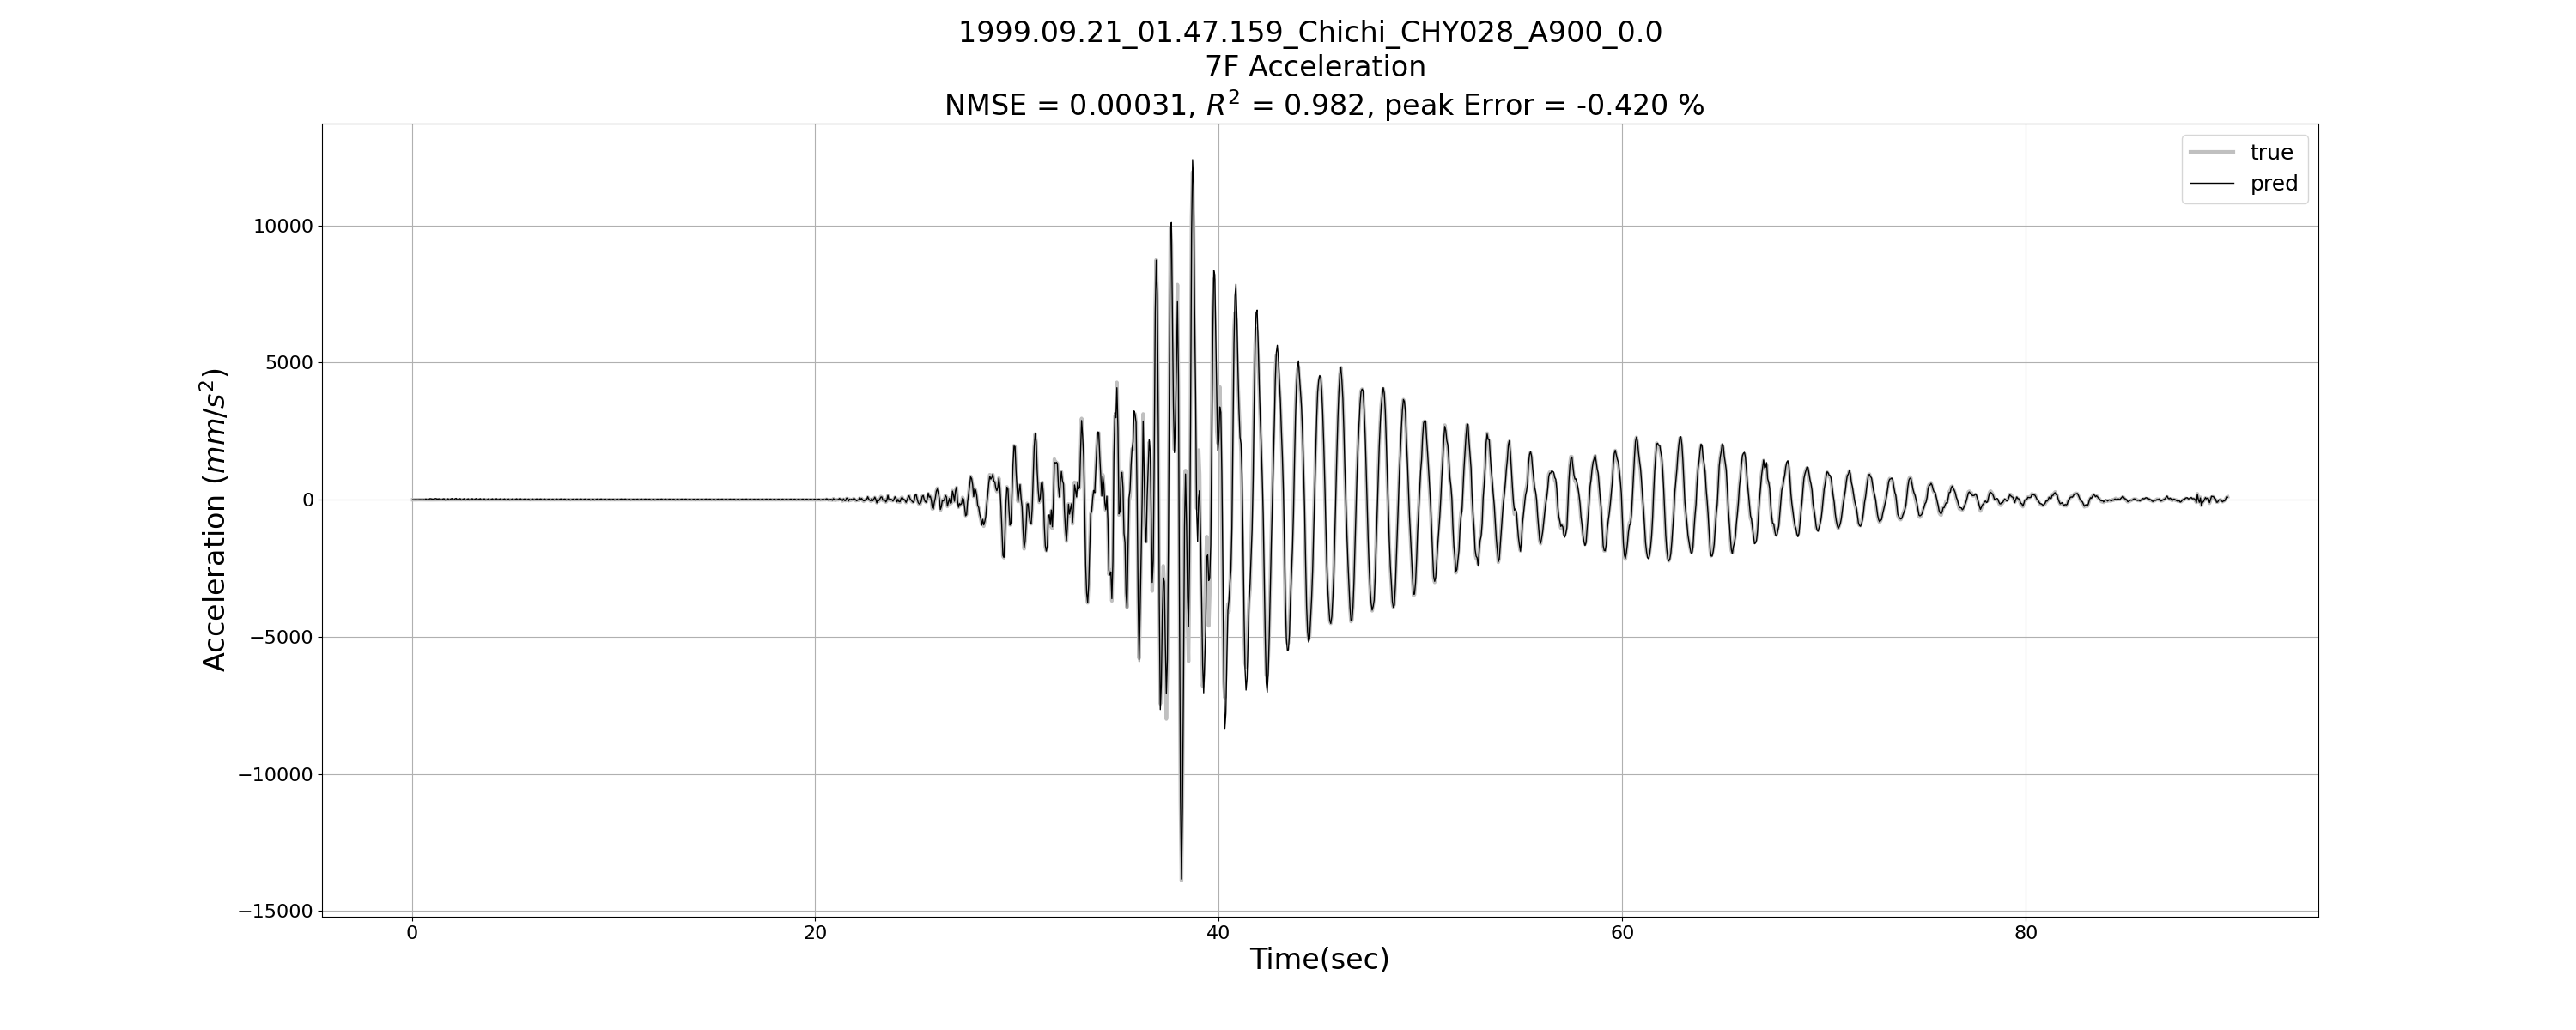 1999.09.21_01.47.159_Chichi_CHY028_A900_0.0
7F Acceleration
NMSE = 0.00031, R² = 0.982, peak Error = -0.420 %
true
pred
10000
5000
0
−5000
−10000
−15000
Acceleration (mm/s²)
0 20 40 60 80
Time(sec)